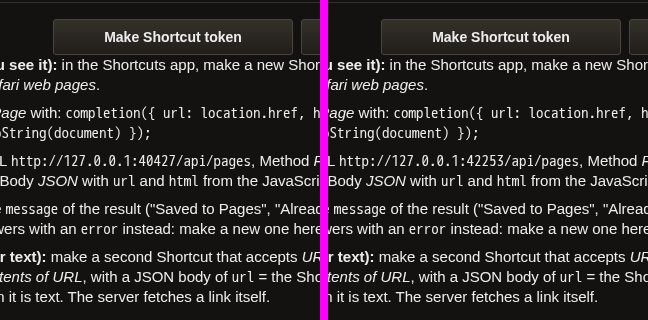 Make Shortcut token
u see it): in the Shortcuts app, make a new Shor
fari web pages.
Page with: completion({ url: location.href, h
oString(document) });
L http://127.0.0.1:40427/api/pages, Method
Body JSON with url and html from the JavaScri
message of the result ("Saved to Pages", "Alread
wers with an error instead: make a new one here
r text): make a second Shortcut that accepts UR
tents of URL, with a JSON body of url = the Sho
n it is text. The server fetches a link itself.
Make Shortcut token
u see it): in the Shortcuts app, make a new Shor
fari web pages.
Page with: completion({ url: location.href, h
oString(document) });
L http://127.0.0.1:42253/api/pages, Method
Body JSON with url and html from the JavaScri
message of the result ("Saved to Pages", "Alread
wers with an error instead: make a new one here
r text): make a second Shortcut that accepts UR
tents of URL, with a JSON body of url = the Sho
n it is text. The server fetches a link itself.